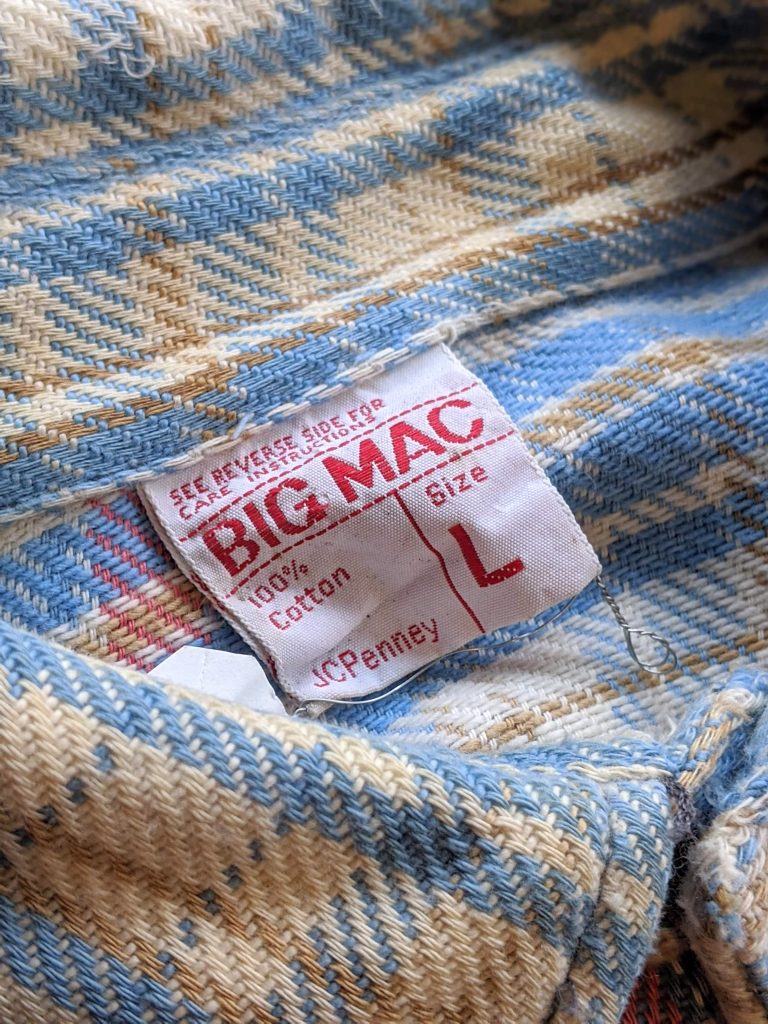 SEE REVERSE SIDE FOR
CARE INSTRUCTIONS
BIG MAC
Size
L
100%
Cotton
JCPenney